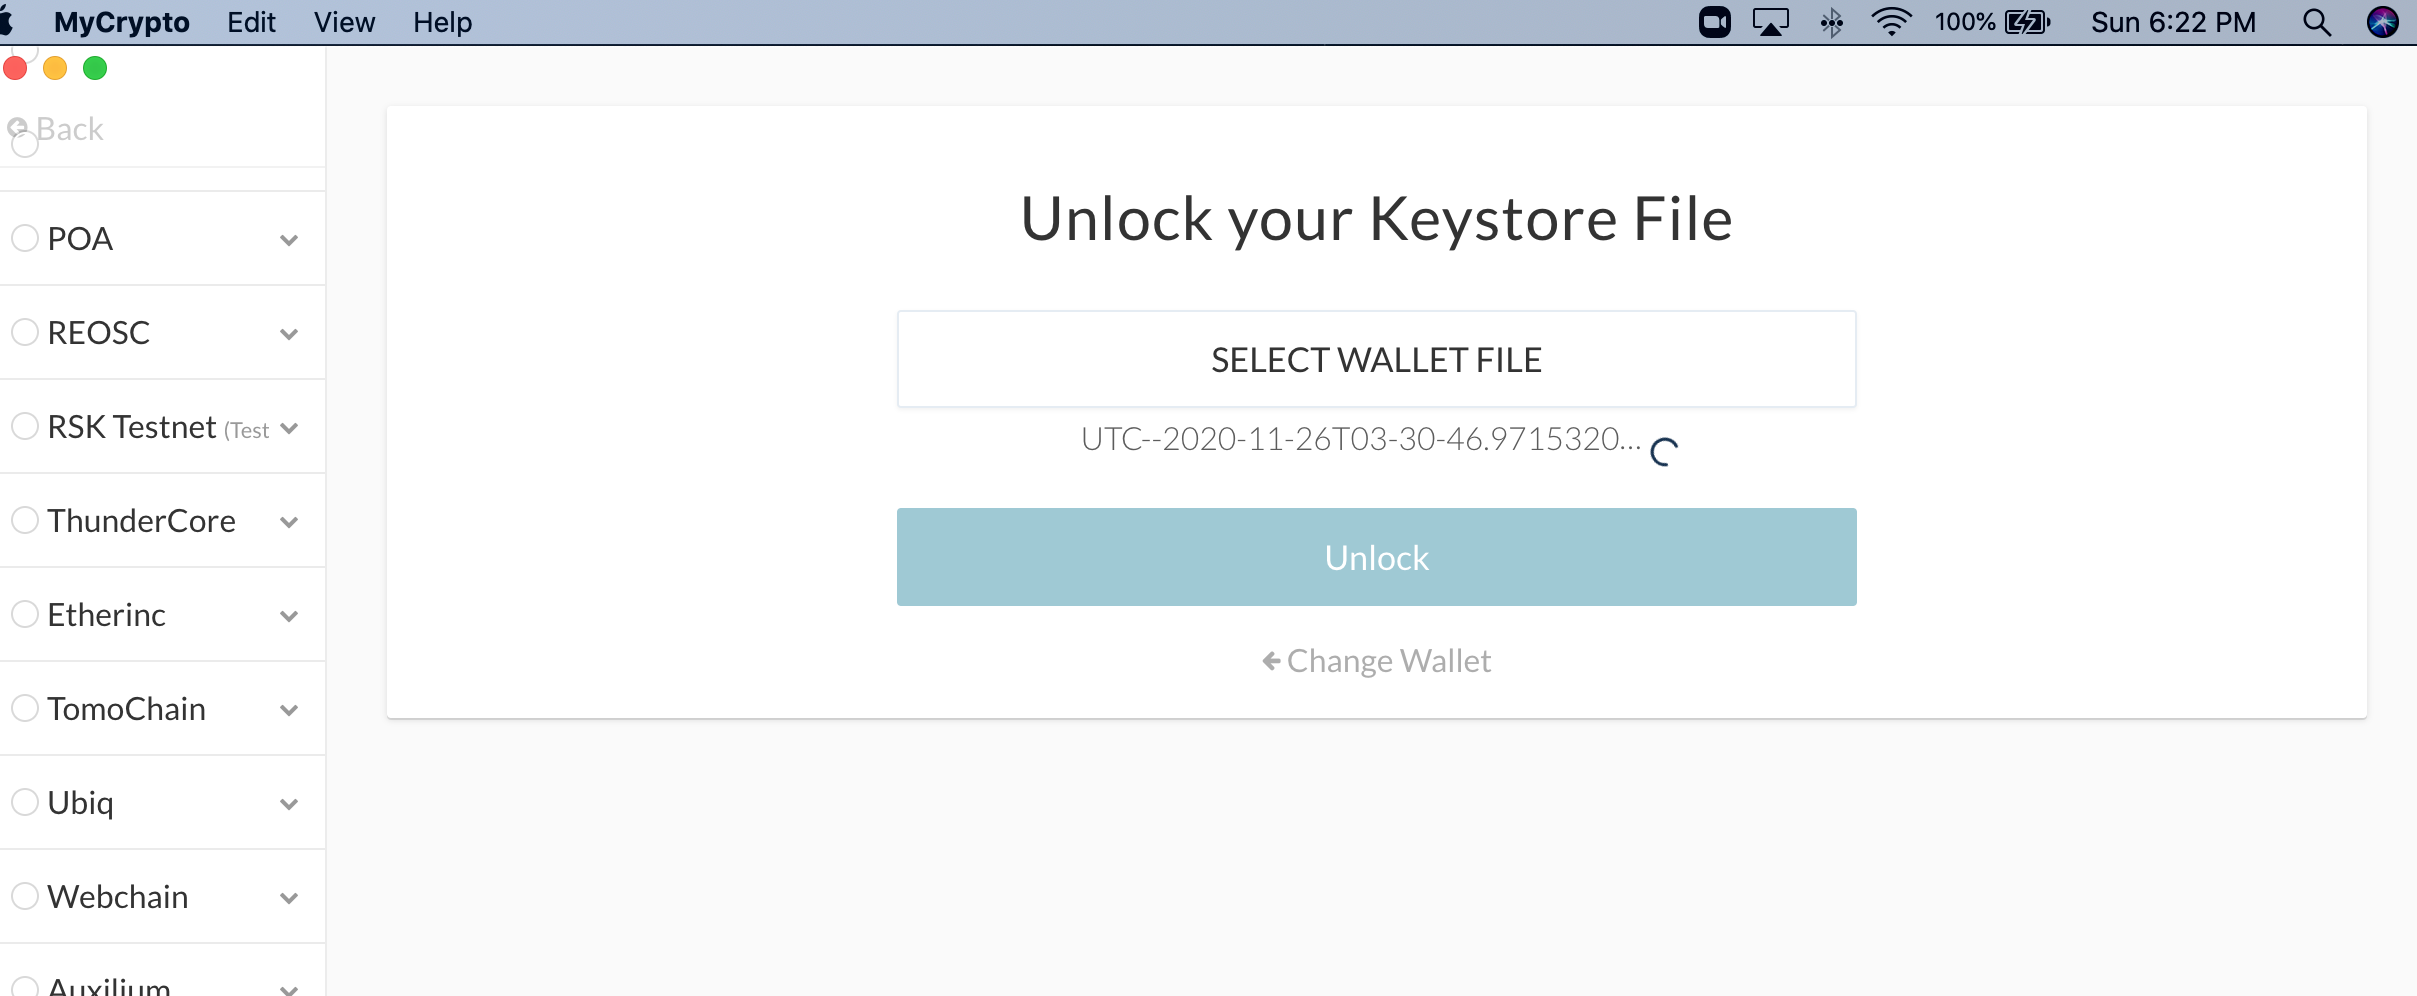 MyCrypto Edit View Help 100% Sun 6:22 PM
Back
POA
REOSC
RSK Testnet (Test
ThunderCore
Etherinc
TomoChain
Ubiq
Webchain
Auxilium
Unlock your Keystore File
SELECT WALLET FILE
UTC--2020-11-26T03-30-46.9715320...
Unlock
Change Wallet